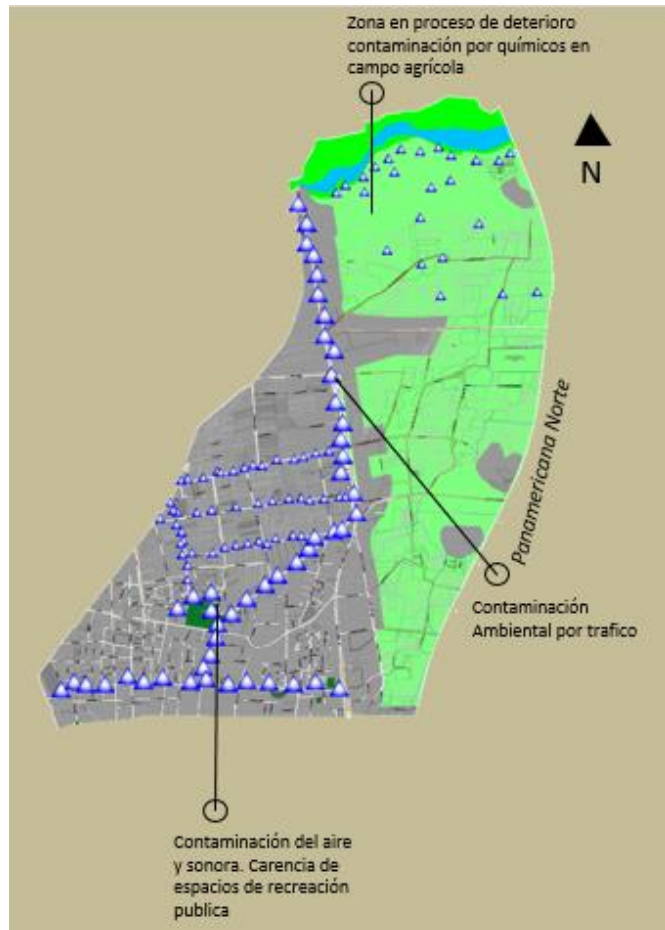 Zona en proceso de deterioro
contaminación por químicos en
campo agrícola
N
Panamericana Norte
Contaminación
Ambiental por trafico
Contaminación del aire
y sonora. Carencia de
espacios de recreación
publica